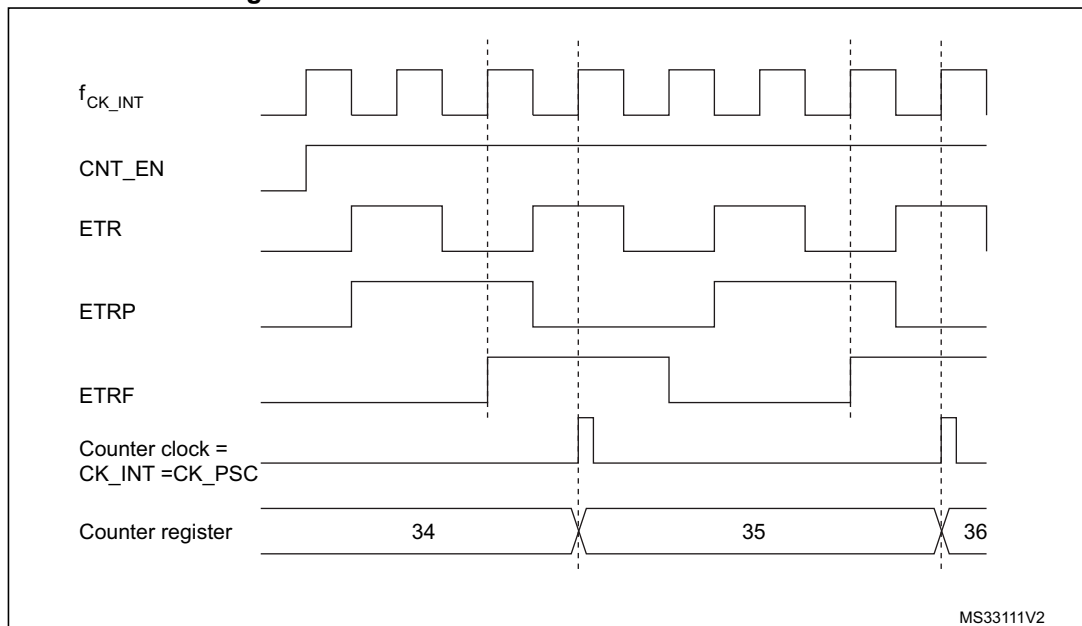 f CK_INT
CNT_EN
ETR
ETRP
ETRF
Counter clock =
CK_INT =CK_PSC
Counter register
34
35
36
MS33111V2